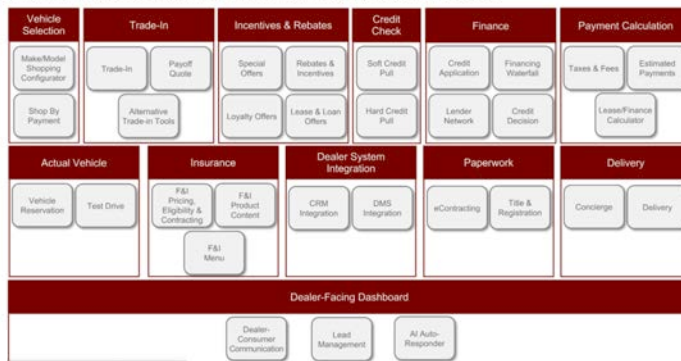 Vehicle
Selection
Trade-In
Incentives & Rebates
Credit
Check
Finance
Payment Calculation
Make/Model
Shopping
Configurator
Shop By
Payment
Trade-In
Payoff
Quote
Alternative
Trade-in Tools
Special
Offers
Rebates &
Incentives
Loyalty Offers
Lease & Loan
Offers
Soft Credit
Pull
Hard Credit
Pull
Credit
Application
Financing
Waterfall
Lender
Network
Credit
Decision
Taxes & Fees
Estimated
Payments
Lease/Finance
Calculator
Actual Vehicle
Insurance
Dealer System
Integration
Paperwork
Delivery
Vehicle
Reservation
Test Drive
F&I
Pricing,
Eligibility &
Contracting
F&I
Product
Content
F&I
Menu
CRM
Integration
DMS
Integration
eContracting
Title &
Registration
Concierge
Delivery
Dealer-Facing Dashboard
Dealer-
Consumer
Communication
Lead
Management
AI Auto-
Responder